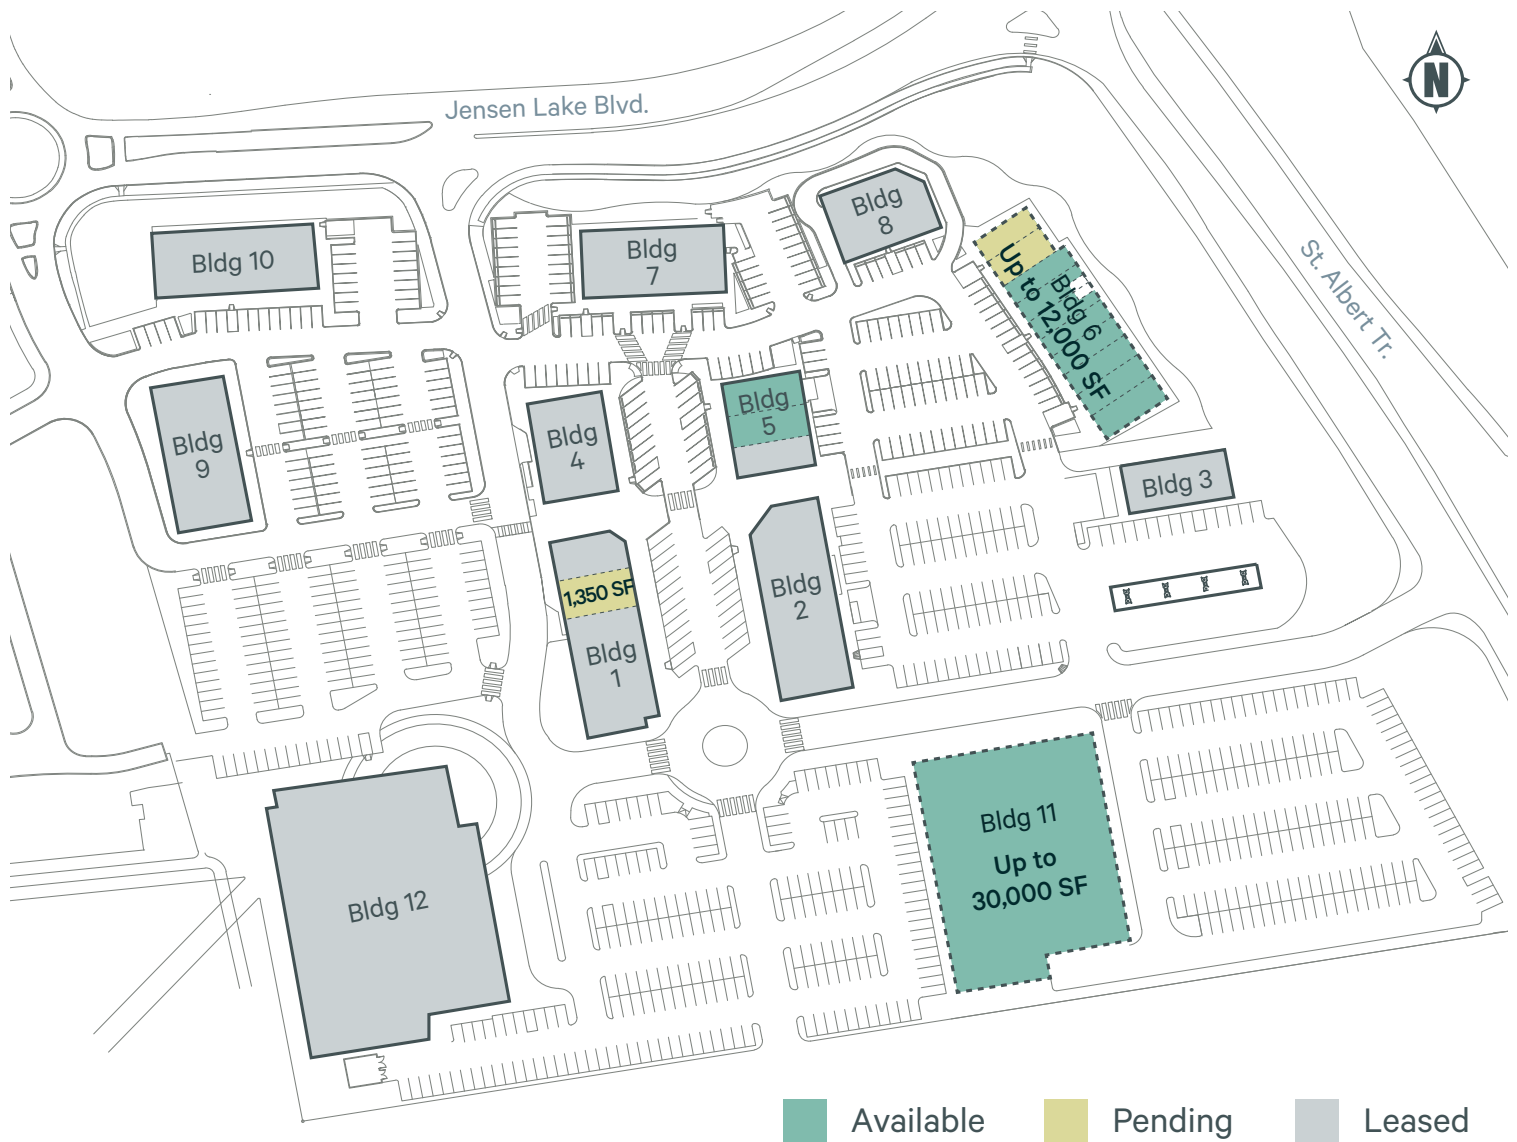 N
Jensen Lake Blvd.
St. Albert Tr.
Bldg
8
Bldg 10
Bldg
7
Bldg 6
Up to 12,000 SF
Bldg
5
Bldg
4
Bldg
9
Bldg 3
1,350 SF
Bldg
1
Bldg
2
Bldg 11
Up to
30,000 SF
Bldg 12
Available
Pending
Leased